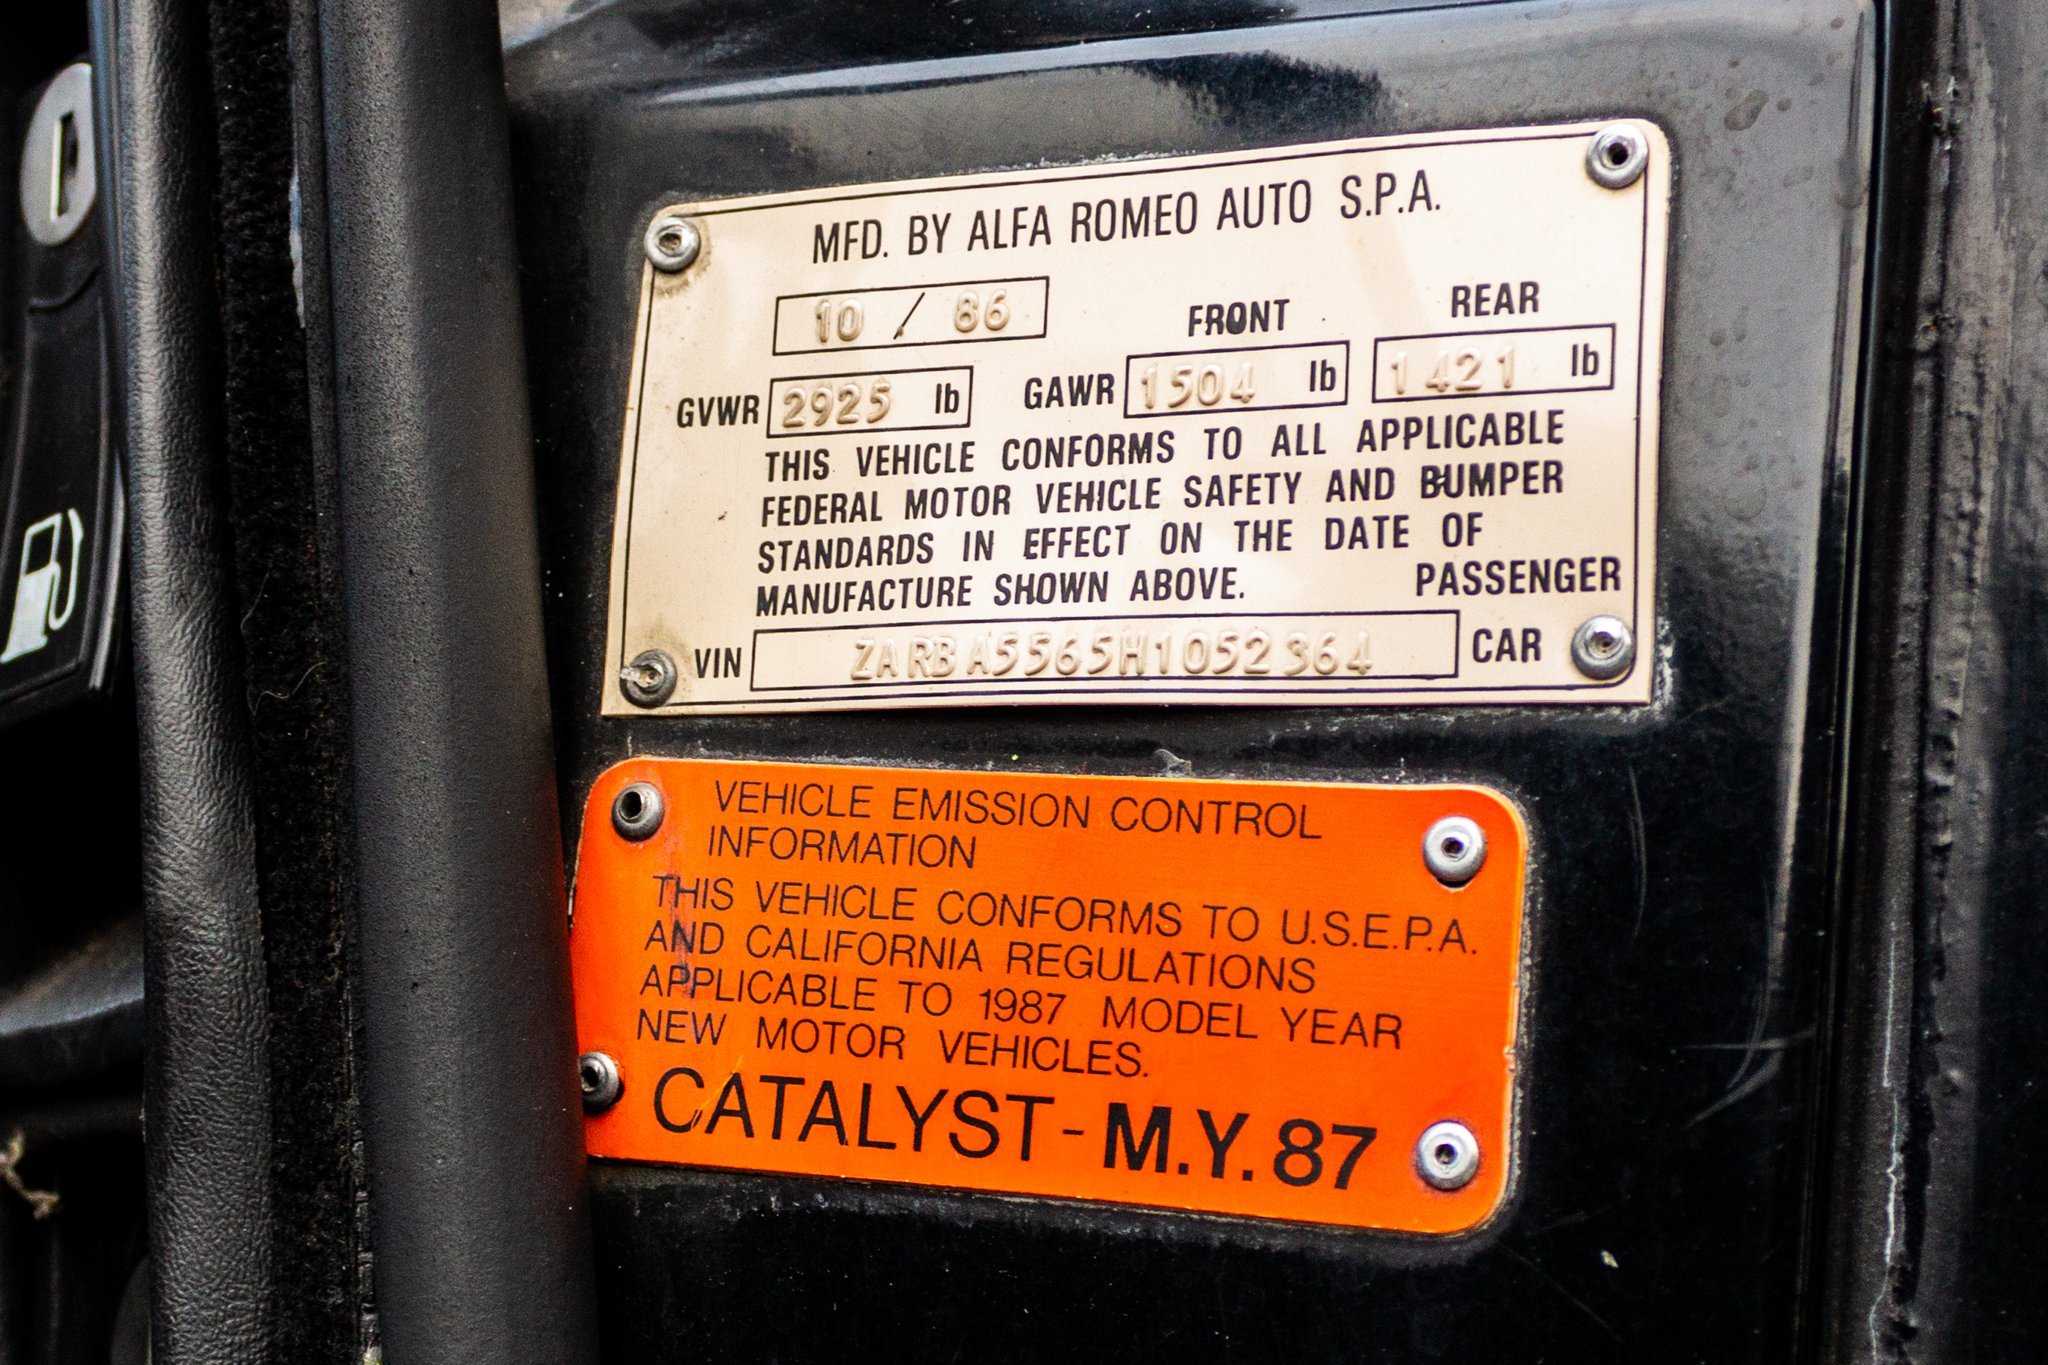 MFD. BY ALFA ROMEO AUTO S.P.A.
10 / 86
FRONT REAR
GVWR 2925 lb GAWR 1504 lb 1421 lb
THIS VEHICLE CONFORMS TO ALL APPLICABLE
FEDERAL MOTOR VEHICLE SAFETY AND BUMPER
STANDARDS IN EFFECT ON THE DATE OF
MANUFACTURE SHOWN ABOVE. PASSENGER
VIN ZARBA5565H1052364 CAR
VEHICLE EMISSION CONTROL
INFORMATION
THIS VEHICLE CONFORMS TO U.S.E.P.A.
AND CALIFORNIA REGULATIONS
APPLICABLE TO 1987 MODEL YEAR
NEW MOTOR VEHICLES.
CATALYST - M.Y. 87